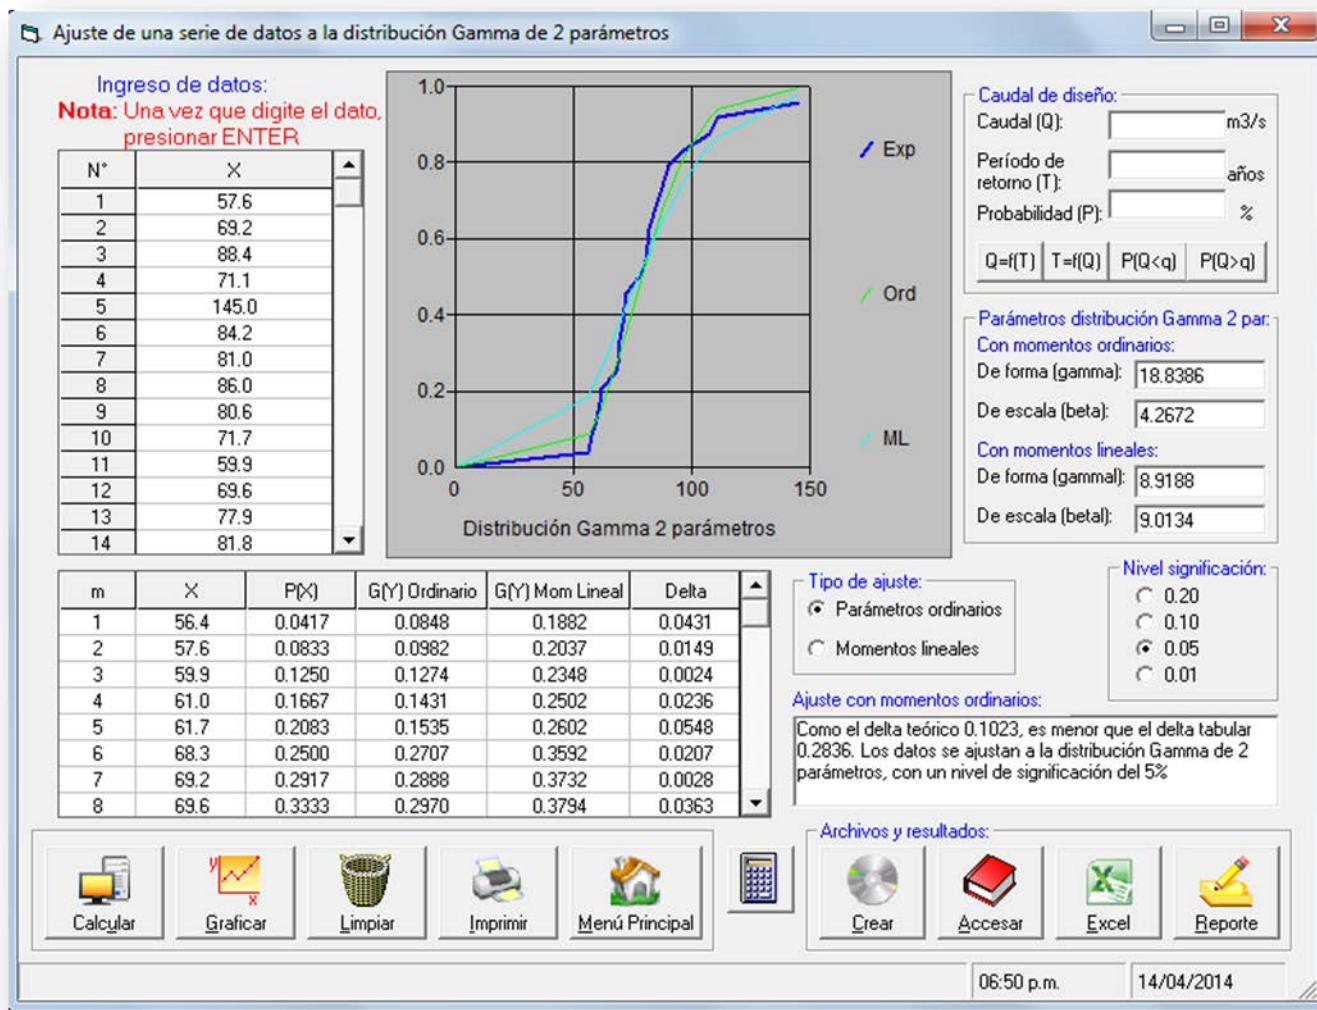 Ajuste de una serie de datos a la distribución Gamma de 2 parámetros
Ingreso de datos:
Nota: Una vez que digite el dato,
presionar ENTER
N° X
1 57.6
2 69.2
3 88.4
4 71.1
5 145.0
6 84.2
7 81.0
8 86.0
9 80.6
10 71.7
11 59.9
12 69.6
13 77.9
14 81.8
1.0
0.8
0.6
0.4
0.2
0.0
0 50 100 150
Distribución Gamma 2 parámetros
Exp
Ord
ML
Caudal de diseño:
Caudal (Q): m3/s
Período de
retorno (T): años
Probabilidad (P): %
Q=f(T) T=f(Q) P(Q<q) P(Q>q)
Parámetros distribución Gamma 2 par:
Con momentos ordinarios:
De forma (gamma): 18.8386
De escala (beta): 4.2672
Con momentos lineales:
De forma (gammal): 8.9188
De escala (betal): 9.0134
m X P(X) G(Y) Ordinario G(Y) Mom Lineal Delta
1 56.4 0.0417 0.0848 0.1882 0.0431
2 57.6 0.0833 0.0982 0.2037 0.0149
3 59.9 0.1250 0.1274 0.2348 0.0024
4 61.0 0.1667 0.1431 0.2502 0.0236
5 61.7 0.2083 0.1535 0.2602 0.0548
6 68.3 0.2500 0.2707 0.3592 0.0207
7 69.2 0.2917 0.2888 0.3732 0.0028
8 69.6 0.3333 0.2970 0.3794 0.0363
Tipo de ajuste:
Parámetros ordinarios
Momentos lineales
Nivel significación:
0.20
0.10
0.05
0.01
Ajuste con momentos ordinarios:
Como el delta teórico 0.1023, es menor que el delta tabular
0.2836. Los datos se ajustan a la distribución Gamma de 2
parámetros, con un nivel de significación del 5%
Calcular Graficar Limpiar Imprimir Menú Principal
Archivos y resultados:
Crear Accesar Excel Reporte
06:50 p.m. 14/04/2014